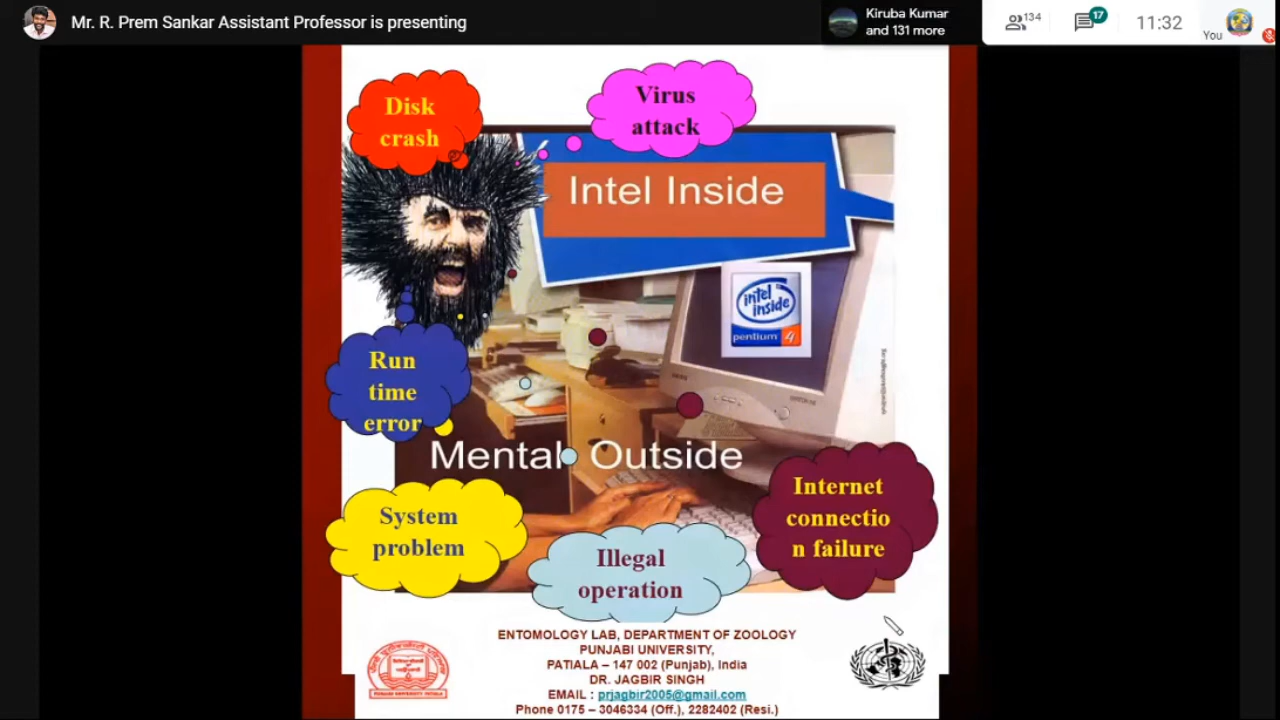 Mr. R. Prem Sankar Assistant Professor is presenting
Kiruba Kumar
and 131 more
134
17
11:32
You
Disk
crash
Virus
attack
Intel Inside
intel
inside
pentium 4
Run
time
error
Mental Outside
System
problem
Illegal
operation
Internet
connectio
n failure
ENTOMOLOGY LAB, DEPARTMENT OF ZOOLOGY
PUNJABI UNIVERSITY,
PATIALA – 147 002 (Punjab), India
DR. JAGBIR SINGH
EMAIL : prjagbir2005@gmail.com
Phone 0175 – 3046334 (Off.), 2282402 (Resi.)